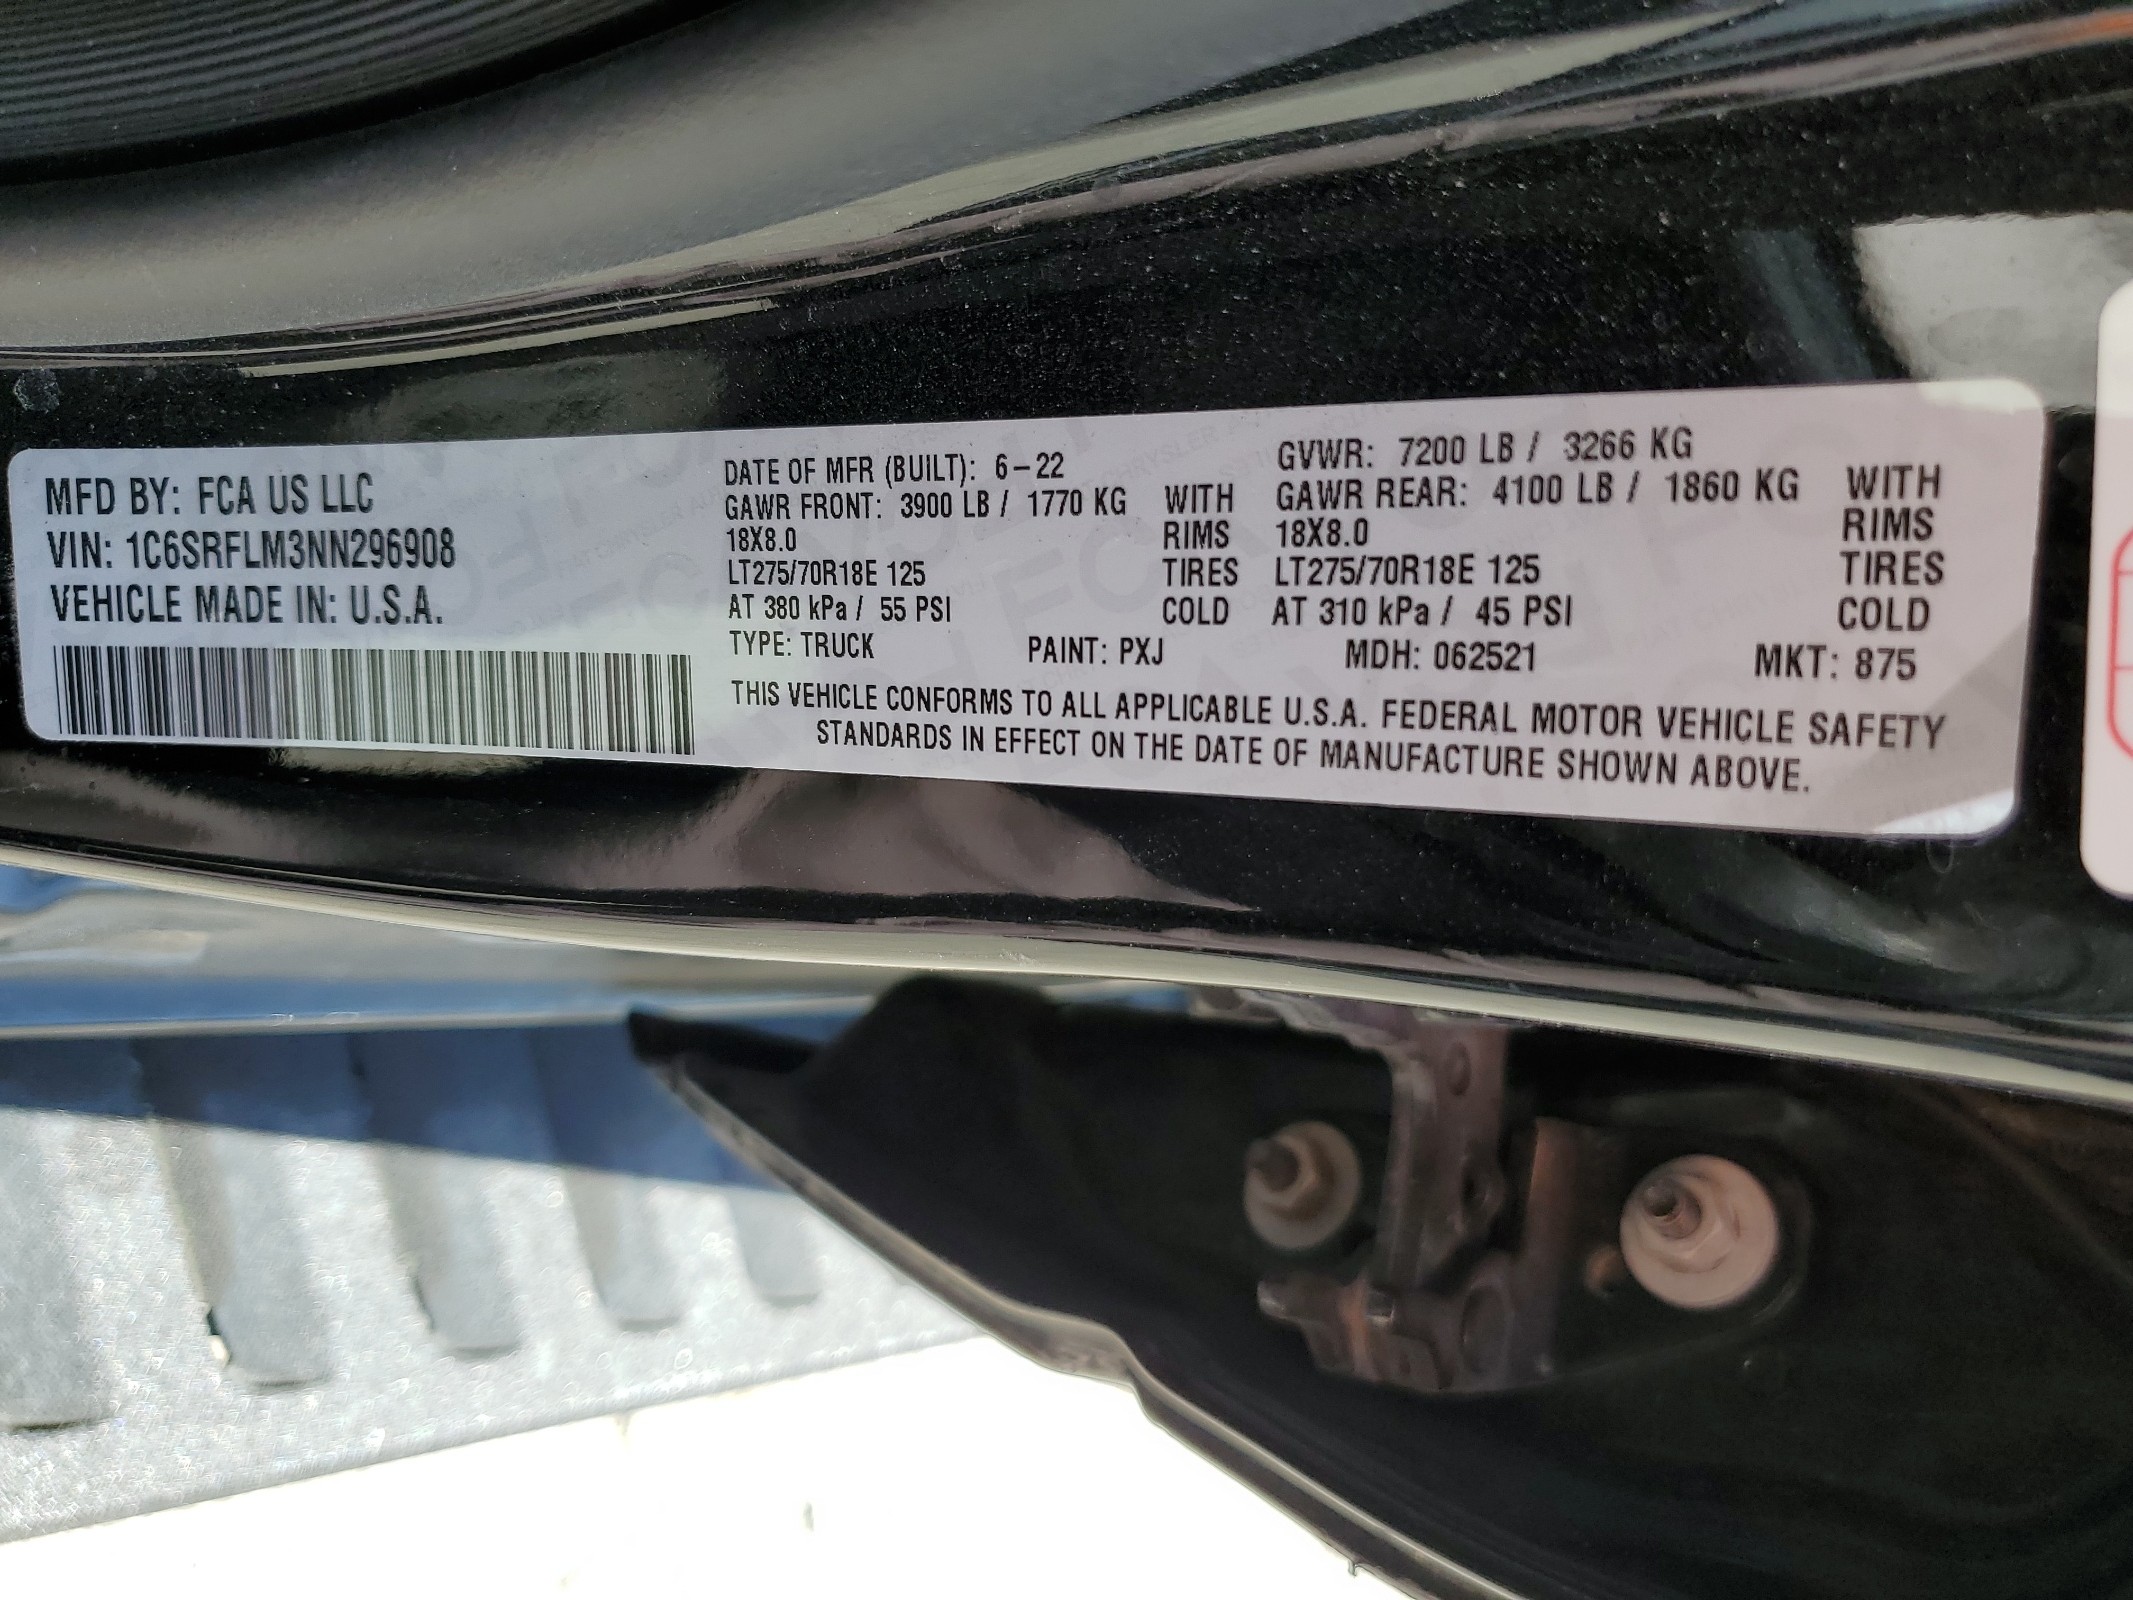 MFD BY: FCA US LLC
VIN: 1C6SRFLM3NN296908
VEHICLE MADE IN: U.S.A.
DATE OF MFR (BUILT): 6-22 GVWR: 7200 LB / 3266 KG
GAWR FRONT: 3900 LB / 1770 KG WITH GAWR REAR: 4100 LB / 1860 KG WITH
18X8.0 RIMS 18X8.0 RIMS
LT275/70R18E 125 TIRES LT275/70R18E 125 TIRES
AT 380 kPa / 55 PSI COLD AT 310 kPa / 45 PSI COLD
TYPE: TRUCK PAINT: PXJ MDH: 062521 MKT: 875
THIS VEHICLE CONFORMS TO ALL APPLICABLE U.S.A. FEDERAL MOTOR VEHICLE SAFETY
STANDARDS IN EFFECT ON THE DATE OF MANUFACTURE SHOWN ABOVE.